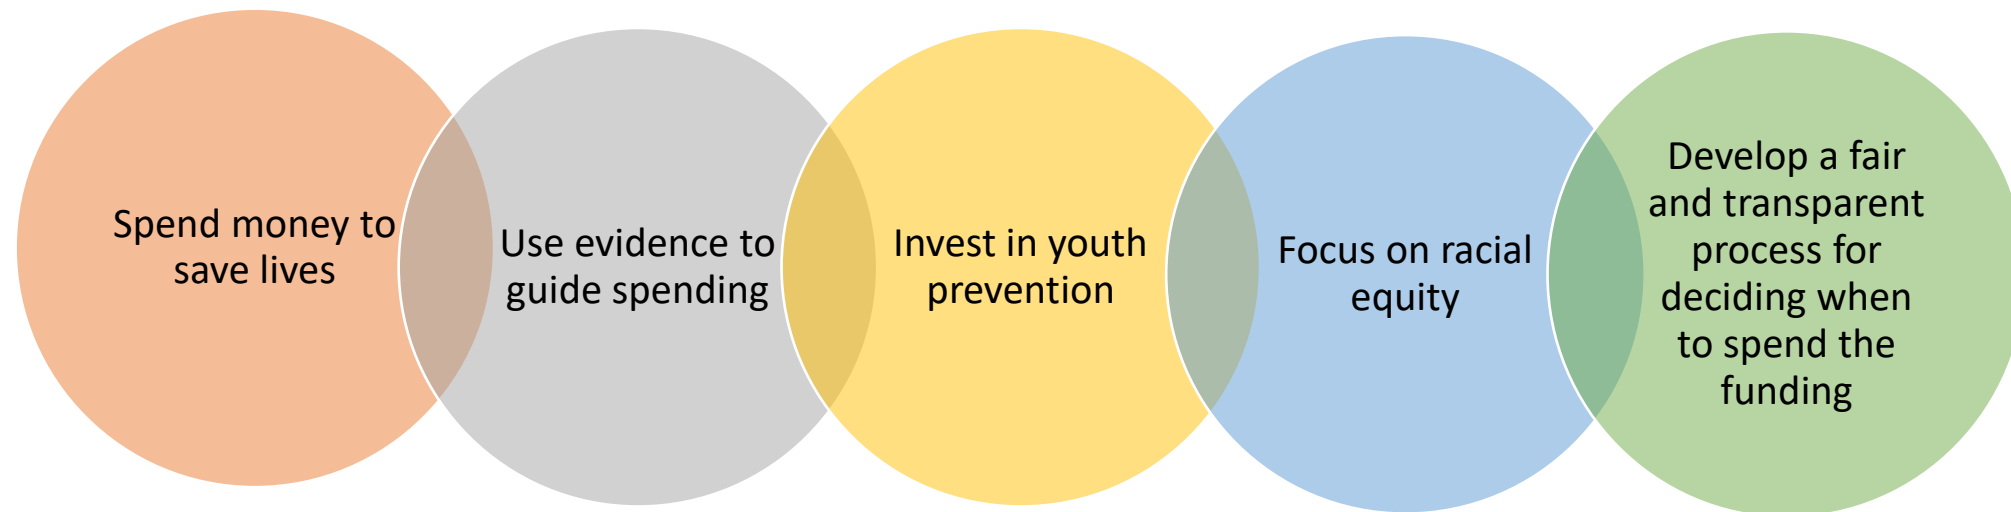 Spend money to
save lives
Use evidence to
guide spending
Invest in youth
prevention
Focus on racial
equity
Develop a fair
and transparent
process for
deciding when
to spend the
funding